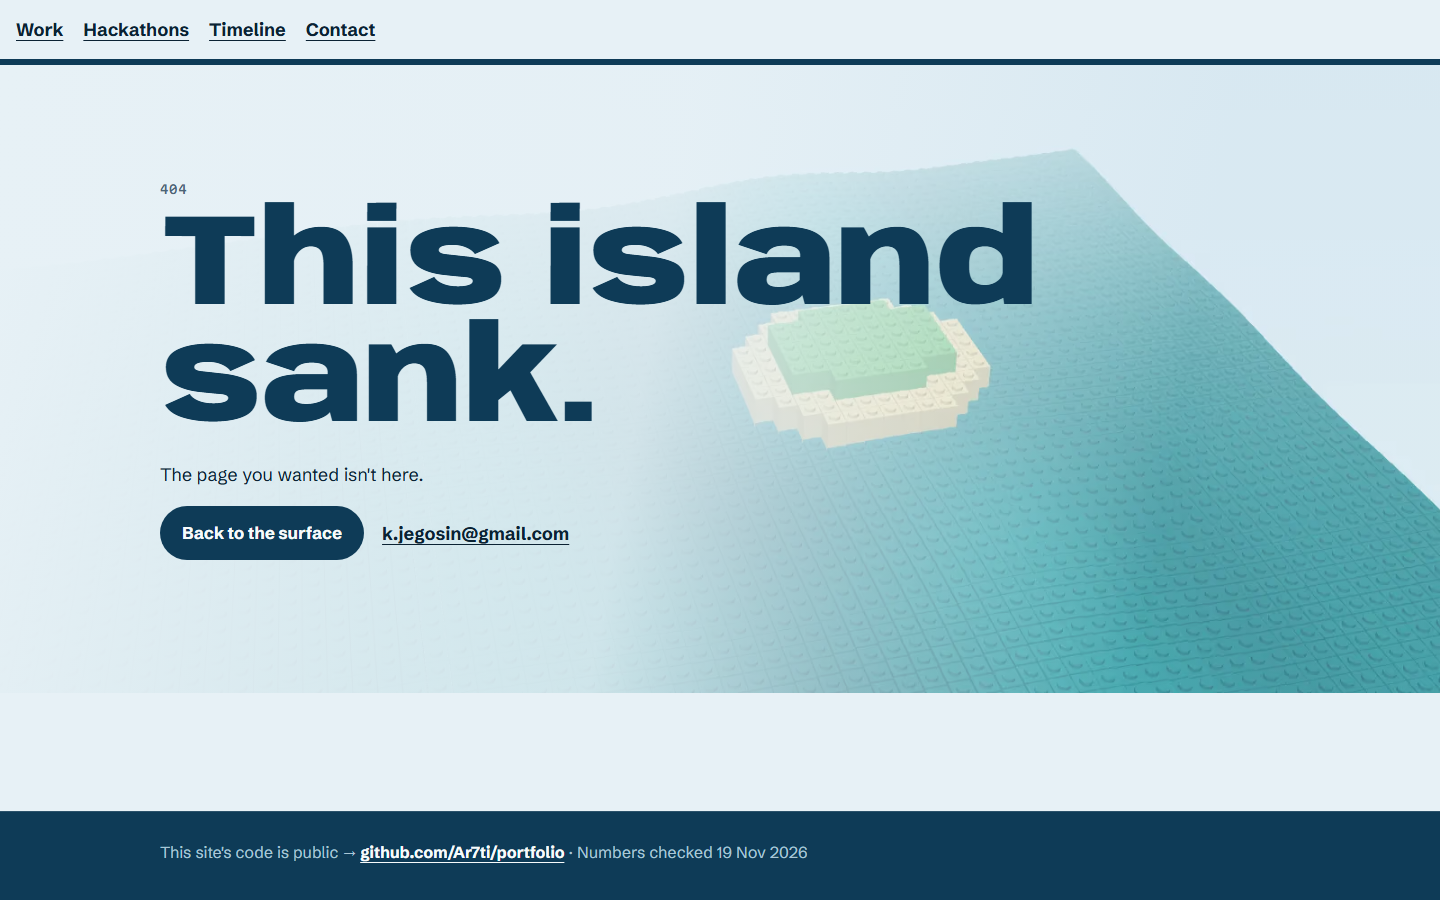 Work Hackathons Timeline Contact
404
This island
sank.
The page you wanted isn't here.
Back to the surface k.jegosin@gmail.com
This site's code is public → github.com/Ar7ti/portfolio · Numbers checked 19 Nov 2026